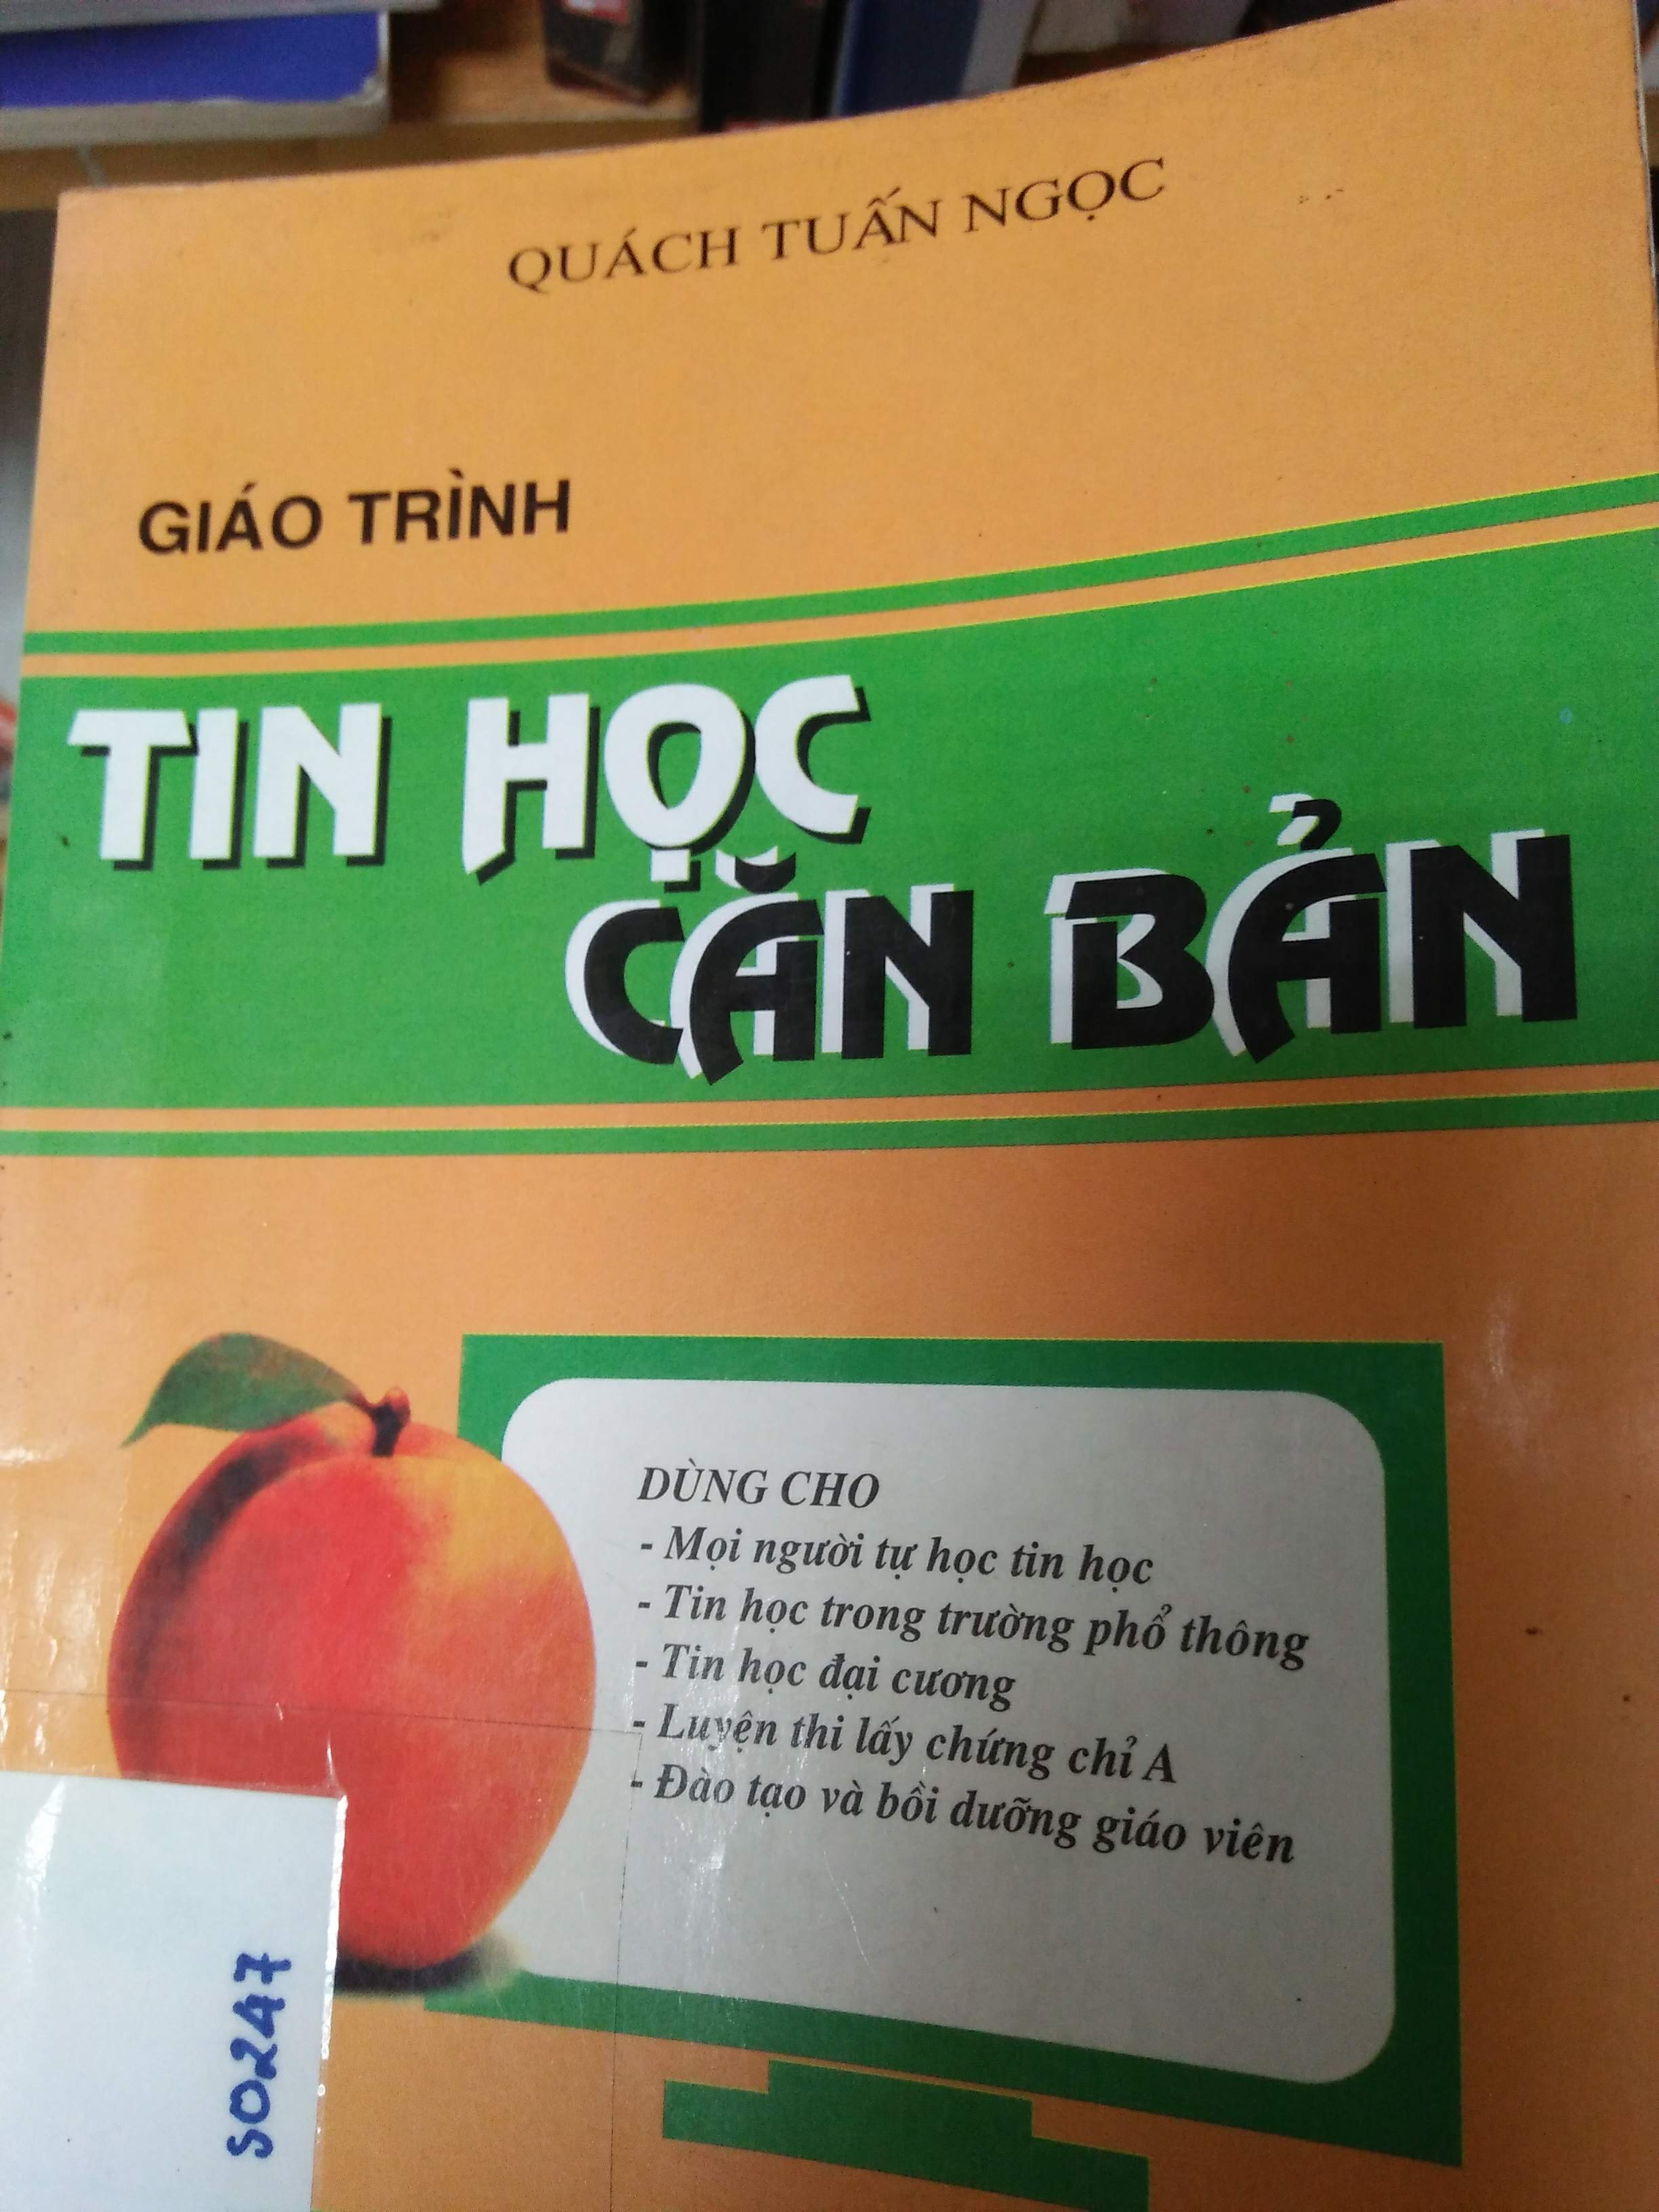 QUÁCH TUẤN NGỌC
GIÁO TRÌNH
TIN HỌC
CĂN BẢN
DÙNG CHO
- Mọi người tự học tin học
- Tin học trong trường phổ thông
- Tin học đại cương
- Luyện thi lấy chứng chỉ A
- Đào tạo và bồi dưỡng giáo viên
S0247